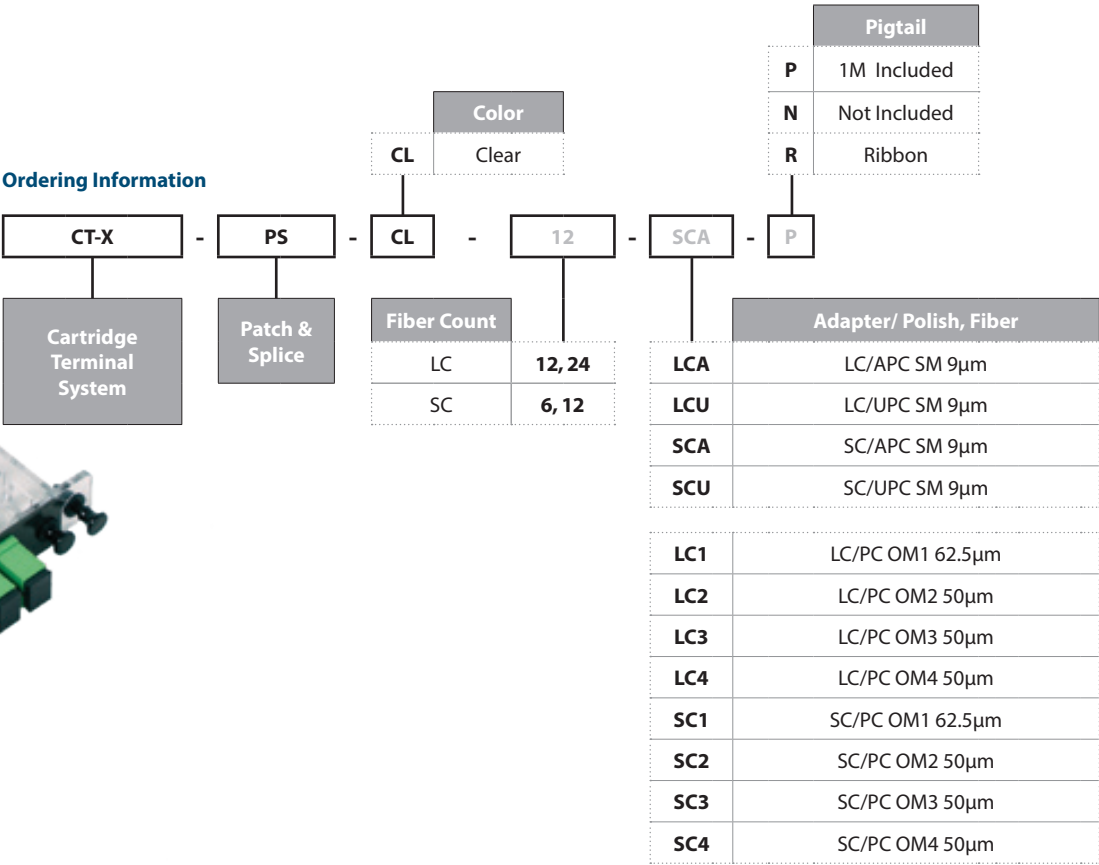 Pigtail
P 1M Included
N Not Included
R Ribbon
Color
CL Clear
Ordering Information
CT-X - PS - CL - 12 - SCA - P
Cartridge
Terminal
System
Patch &
Splice
Fiber Count
LC 12, 24
SC 6, 12
Adapter/ Polish, Fiber
LCA LC/APC SM 9µm
LCU LC/UPC SM 9µm
SCA SC/APC SM 9µm
SCU SC/UPC SM 9µm
LC1 LC/PC OM1 62.5µm
LC2 LC/PC OM2 50µm
LC3 LC/PC OM3 50µm
LC4 LC/PC OM4 50µm
SC1 SC/PC OM1 62.5µm
SC2 SC/PC OM2 50µm
SC3 SC/PC OM3 50µm
SC4 SC/PC OM4 50µm